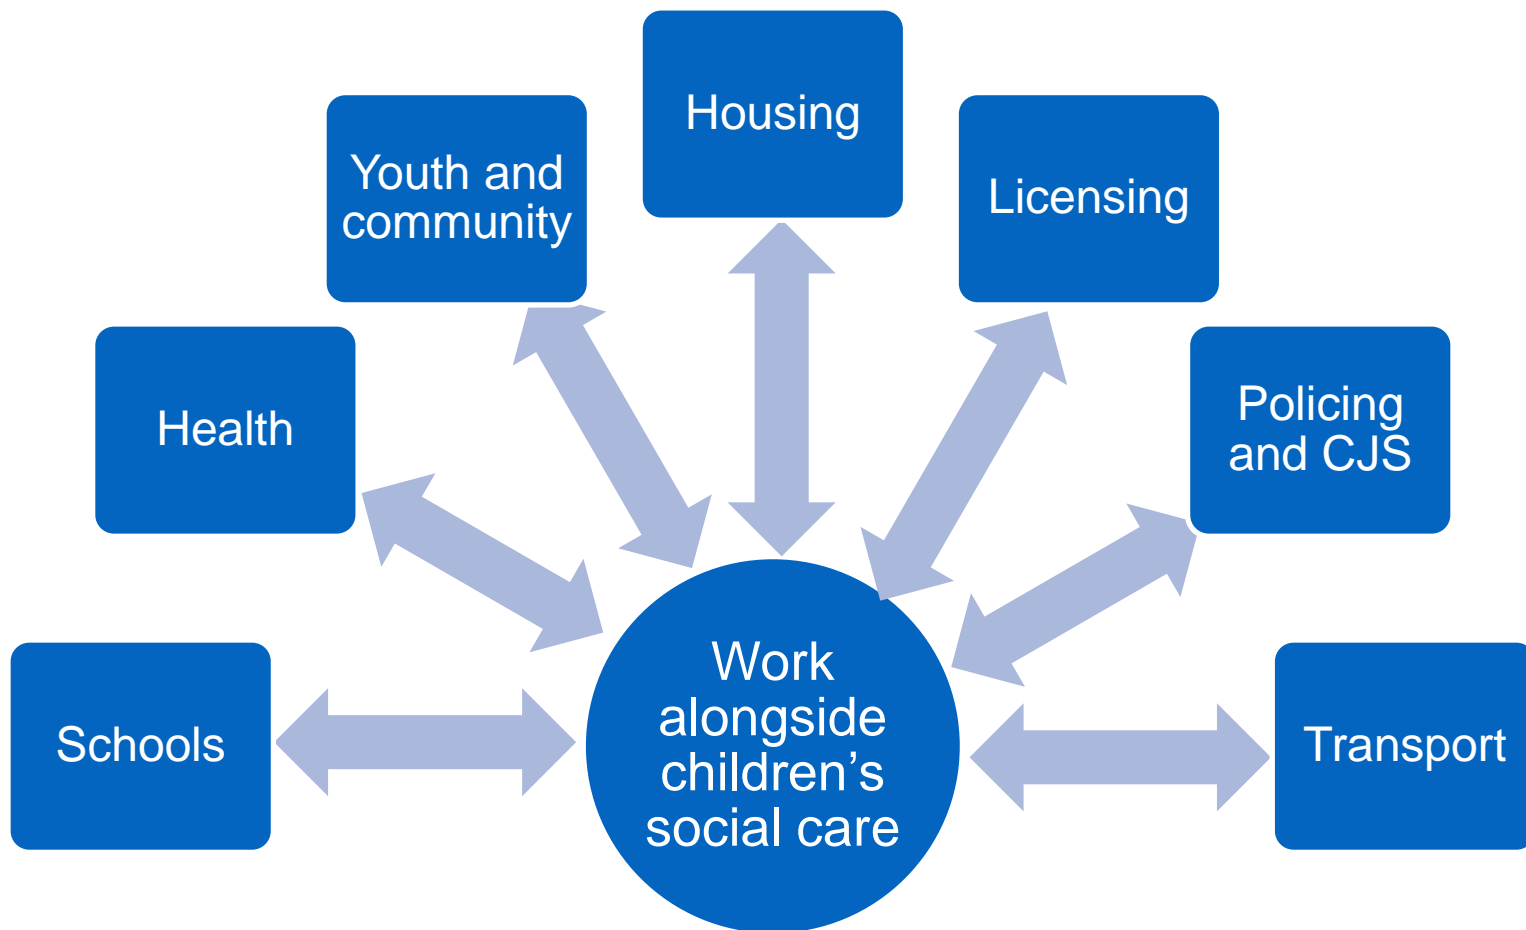 Housing
Youth and
community
Licensing
Health
Policing
and CJS
Schools
Work
alongside
children’s
social care
Transport